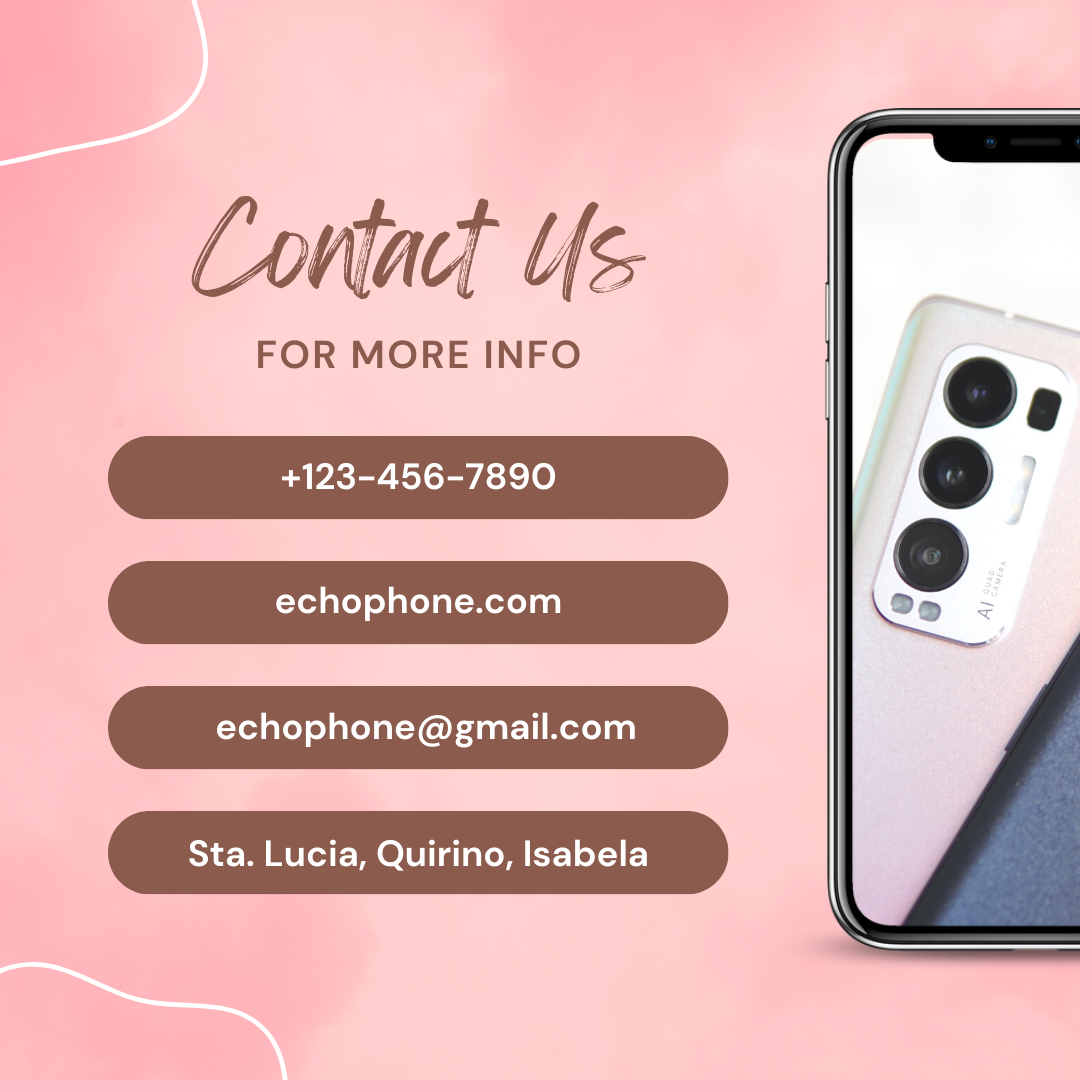 Contact Us
FOR MORE INFO
+123-456-7890
echophone.com
echophone@gmail.com
Sta. Lucia, Quirino, Isabela
AI QUAD
CAMERA